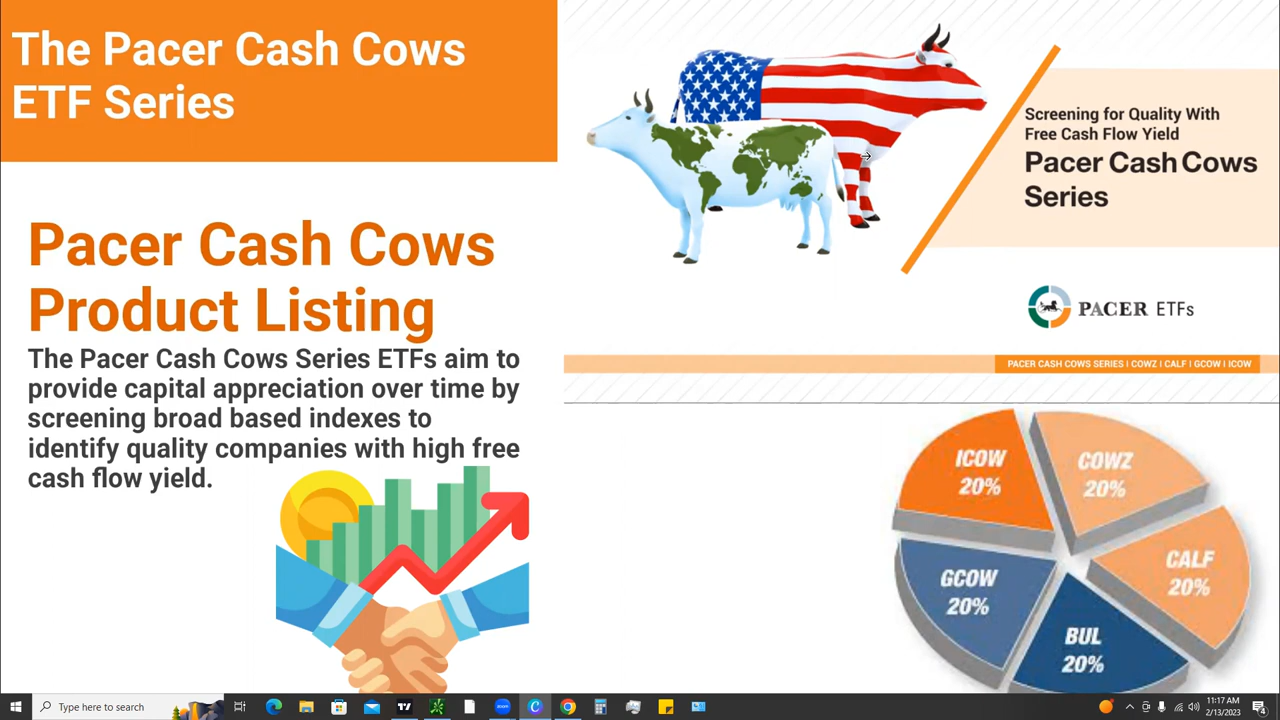 The Pacer Cash Cows
ETF Series
Pacer Cash Cows
Product Listing
The Pacer Cash Cows Series ETFs aim to
provide capital appreciation over time by
screening broad based indexes to
identify quality companies with high free
cash flow yield.
Screening for Quality With
Free Cash Flow Yield
Pacer Cash Cows
Series
PACER ETFs
PACER CASH COWS SERIES | COWZ | CALF | GCOW | ICOW
ICOW
20%
COWZ
20%
CALF
20%
GCOW
20%
BUL
20%
Type here to search
11:17 AM
2/13/2023